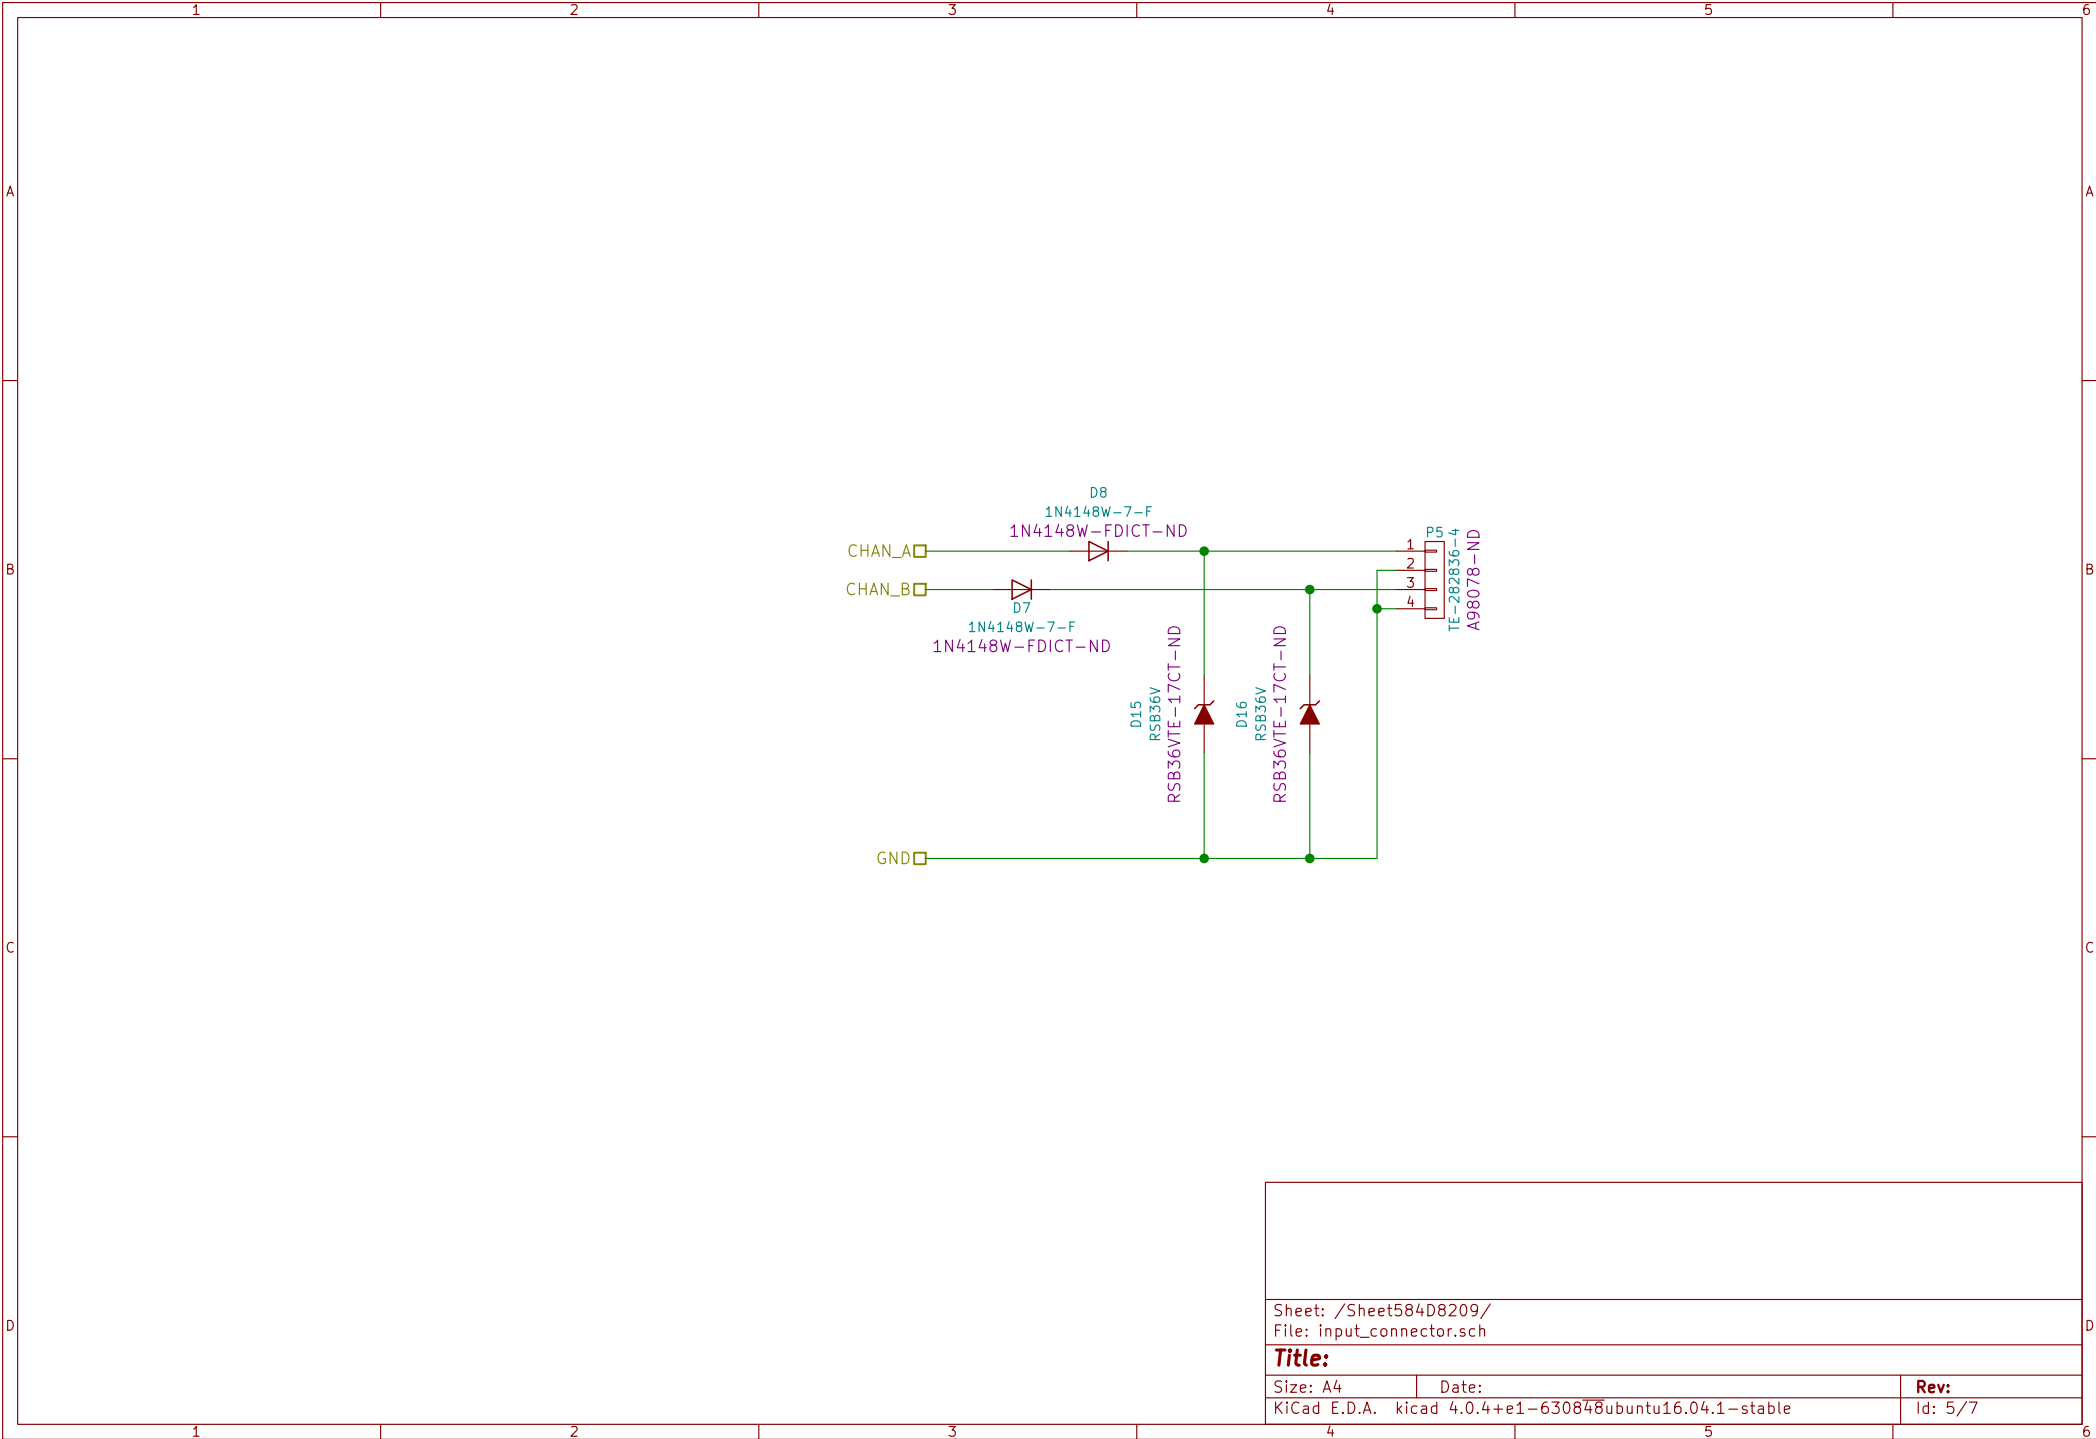 1 2 3 4 5 6
A A
B B
C C
D D
D8
1N4148W-7-F
1N4148W-FDICT-ND
CHAN_A
CHAN_B
D7
1N4148W-7-F
1N4148W-FDICT-ND
GND
D15
RSB36V
RSB36VTE-17CT-ND
D16
RSB36V
RSB36VTE-17CT-ND
P5
1
2
3
4
TE-282836-4
A98078-ND
Sheet: /Sheet584D8209/
File: input_connector.sch
Title:
Size: A4 Date: Rev:
KiCad E.D.A. kicad 4.0.4+e1-630848ubuntu16.04.1-stable Id: 5/7
1 2 3 4 5 6